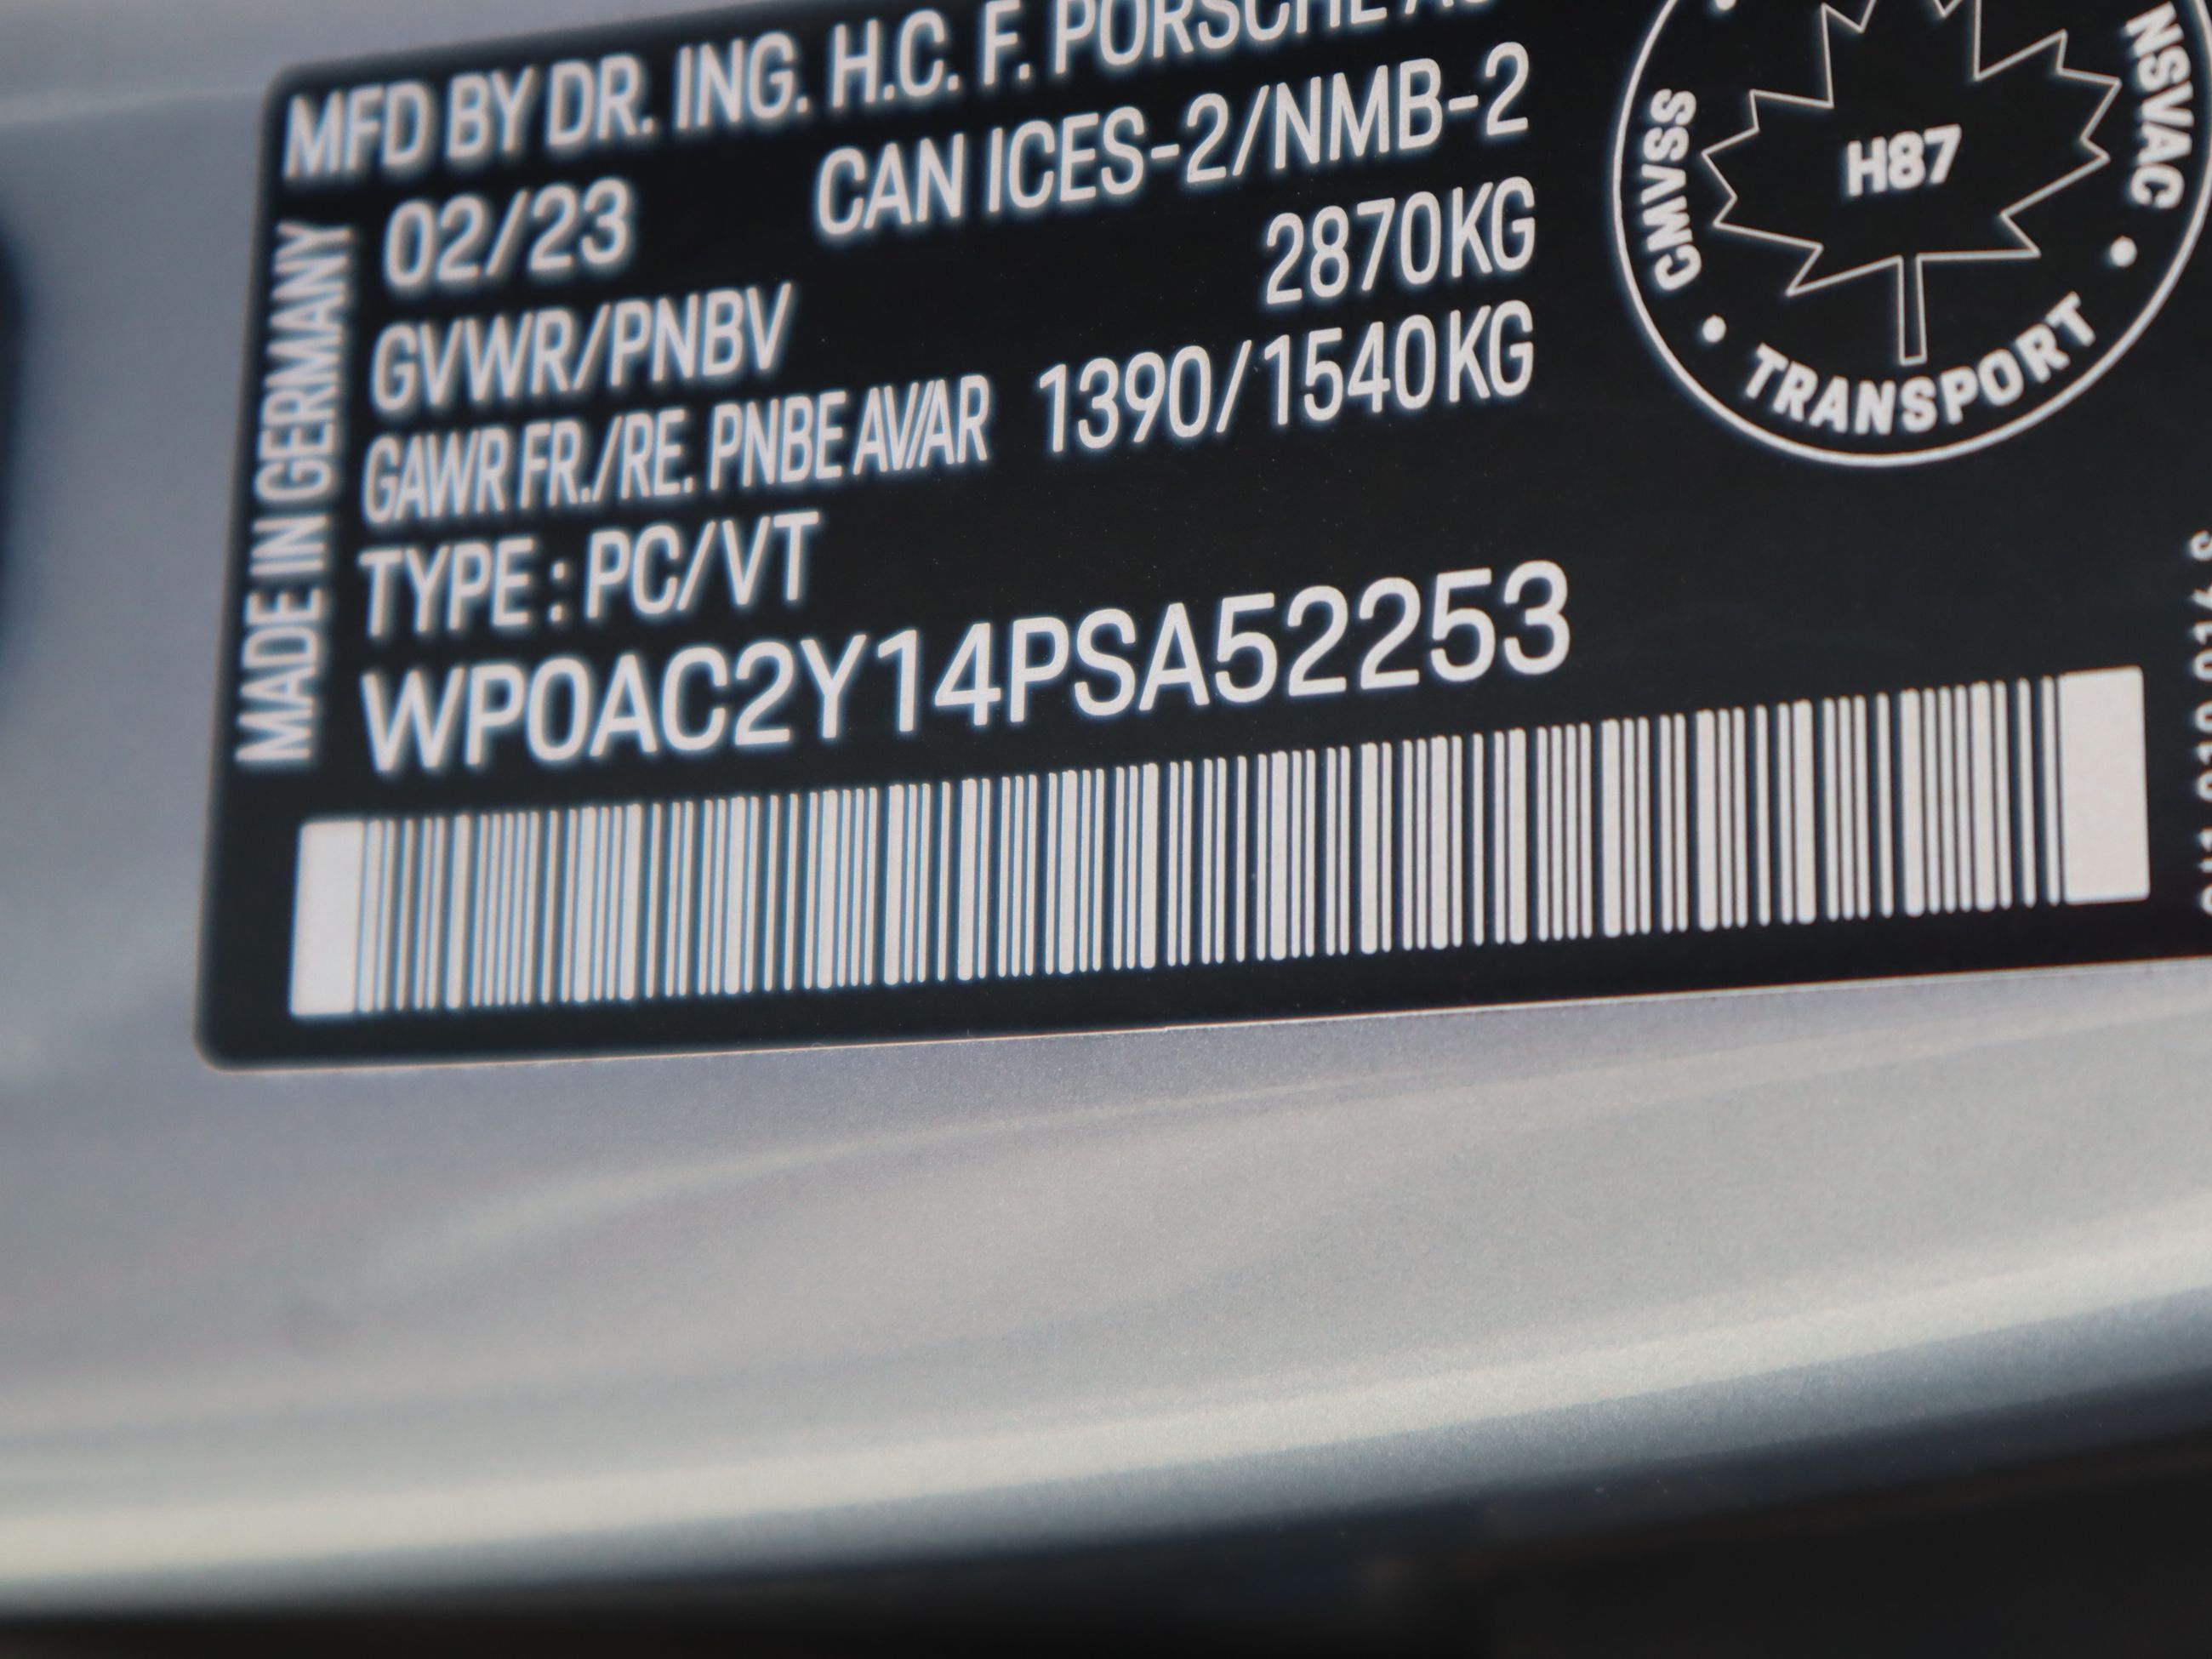 MFD BY DR. ING. H.C. F. PORSCHE AG
02/23 CAN ICES-2/NMB-2
GVWR/PNBV 2870KG
GAWR FR./RE. PNBE AV/AR 1390/1540KG
TYPE : PC/VT
WP0AC2Y14PSA52253
MADE IN GERMANY
CMVSS
NSVAC
H87
TRANSPORT